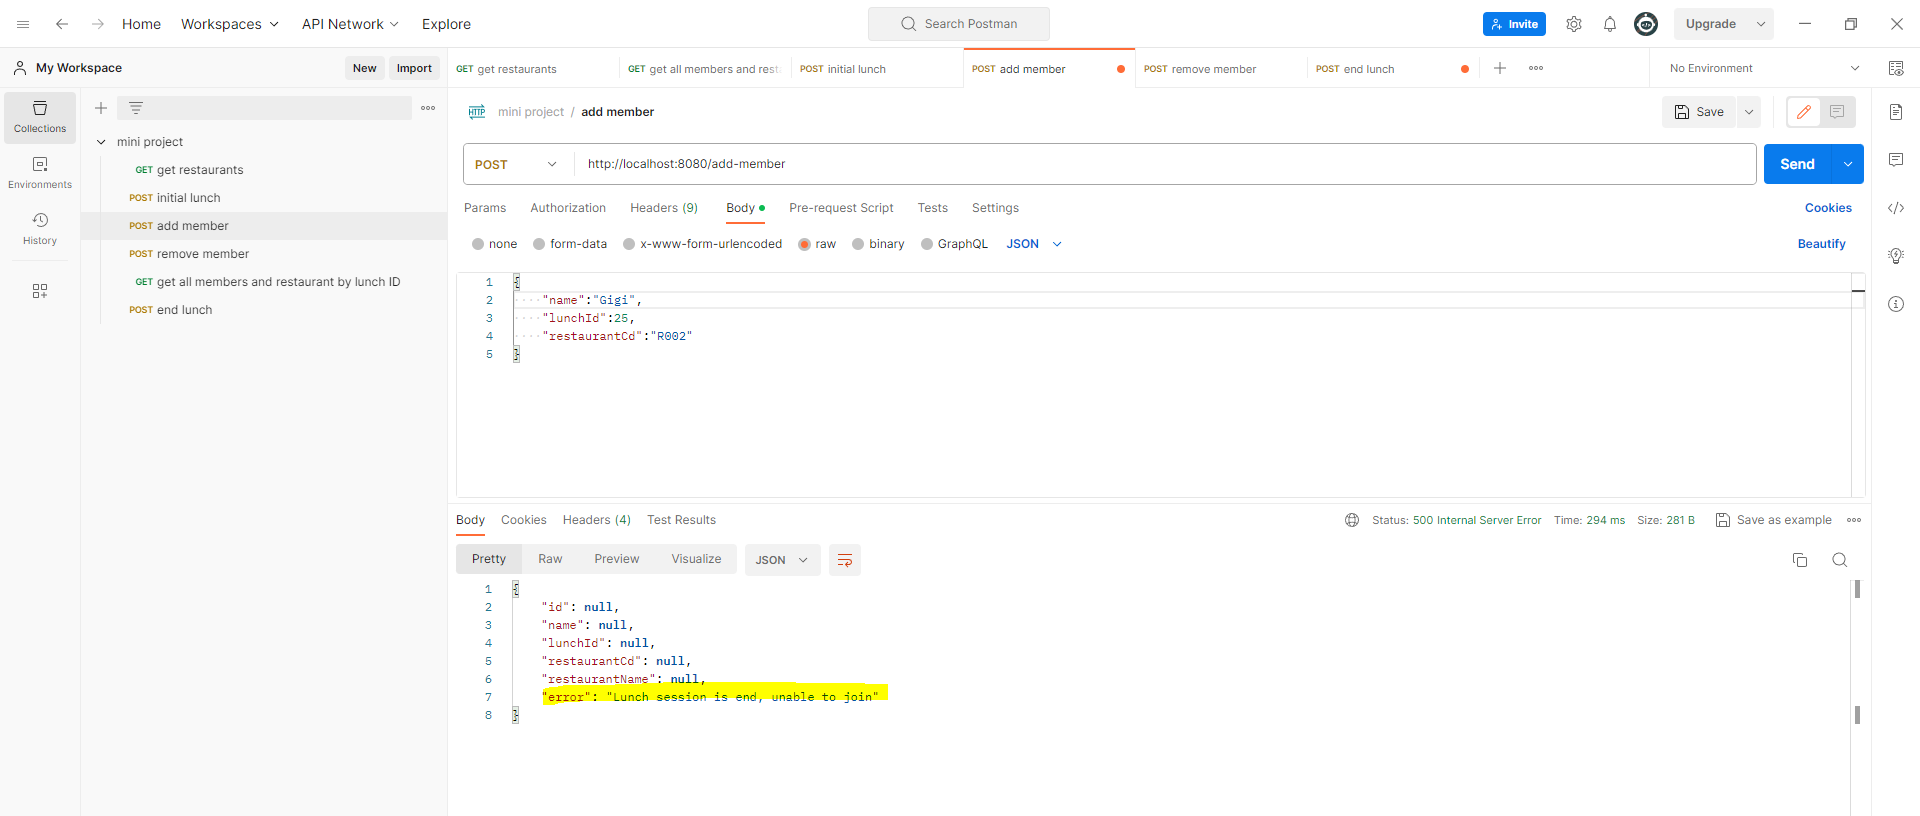 Home Workspaces API Network Explore Search Postman Invite Upgrade
My Workspace New Import
GET get restaurants GET get all members and rest POST initial lunch POST add member POST remove member POST end lunch No Environment
Collections
Environments
History
mini project
GET get restaurants
POST initial lunch
POST add member
POST remove member
GET get all members and restaurant by lunch ID
POST end lunch
HTTP mini project / add member Save
POST http://localhost:8080/add-member Send
Params Authorization Headers (9) Body Pre-request Script Tests Settings Cookies
none form-data x-www-form-urlencoded raw binary GraphQL JSON Beautify
1 {
2 "name":"Gigi",
3 "lunchId":25,
4 "restaurantCd":"R002"
5 }
Body Cookies Headers (4) Test Results Status: 500 Internal Server Error Time: 294 ms Size: 281 B Save as example
Pretty Raw Preview Visualize JSON
1 {
2 "id": null,
3 "name": null,
4 "lunchId": null,
5 "restaurantCd": null,
6 "restaurantName": null,
7 "error": "Lunch session is end, unable to join"
8 }